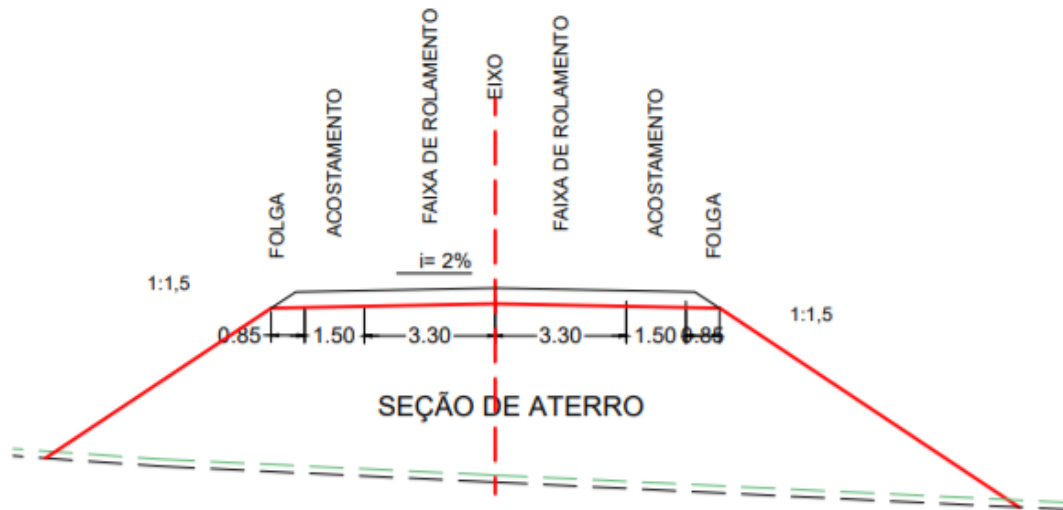 FOLGA
ACOSTAMENTO
FAIXA DE ROLAMENTO
EIXO
FAIXA DE ROLAMENTO
ACOSTAMENTO
FOLGA
i= 2%
1:1,5
1:1,5
0.85 1.50 3.30 3.30 1.50 0.85
SEÇÃO DE ATERRO